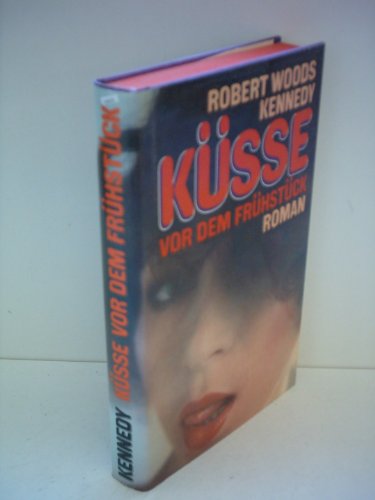 ROBERT WOODS
KENNEDY
KÜSSE
VOR DEM FRÜHSTÜCK
ROMAN
KENNEDY KÜSSE VOR DEM FRÜHSTÜCK